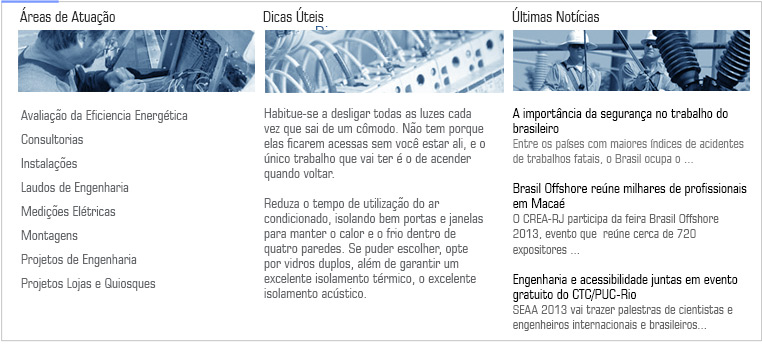 Áreas de Atuação
Avaliação da Eficiencia Energética
Consultorias
Instalações
Laudos de Engenharia
Medições Elétricas
Montagens
Projetos de Engenharia
Projetos Lojas e Quiosques
Dicas Úteis
Habitue-se a desligar todas as luzes cada
vez que sai de um cômodo. Não tem porque
elas ficarem acessas sem você estar ali, e o
único trabalho que vai ter é o de acender
quando voltar.
Reduza o tempo de utilização do ar
condicionado, isolando bem portas e janelas
para manter o calor e o frio dentro de
quatro paredes. Se puder escolher, opte
por vidros duplos, além de garantir um
excelente isolamento térmico, o excelente
isolamento acústico.
Últimas Notícias
A importância da segurança no trabalho do
brasileiro
Entre os países com maiores índices de acidentes
de trabalhos fatais, o Brasil ocupa o ...
Brasil Offshore reúne milhares de profissionais
em Macaé
O CREA-RJ participa da feira Brasil Offshore
2013, evento que reúne cerca de 720
expositores ...
Engenharia e acessibilidade juntas em evento
gratuito do CTC/PUC-Rio
SEAA 2013 vai trazer palestras de cientistas e
engenheiros internacionais e brasileiros...